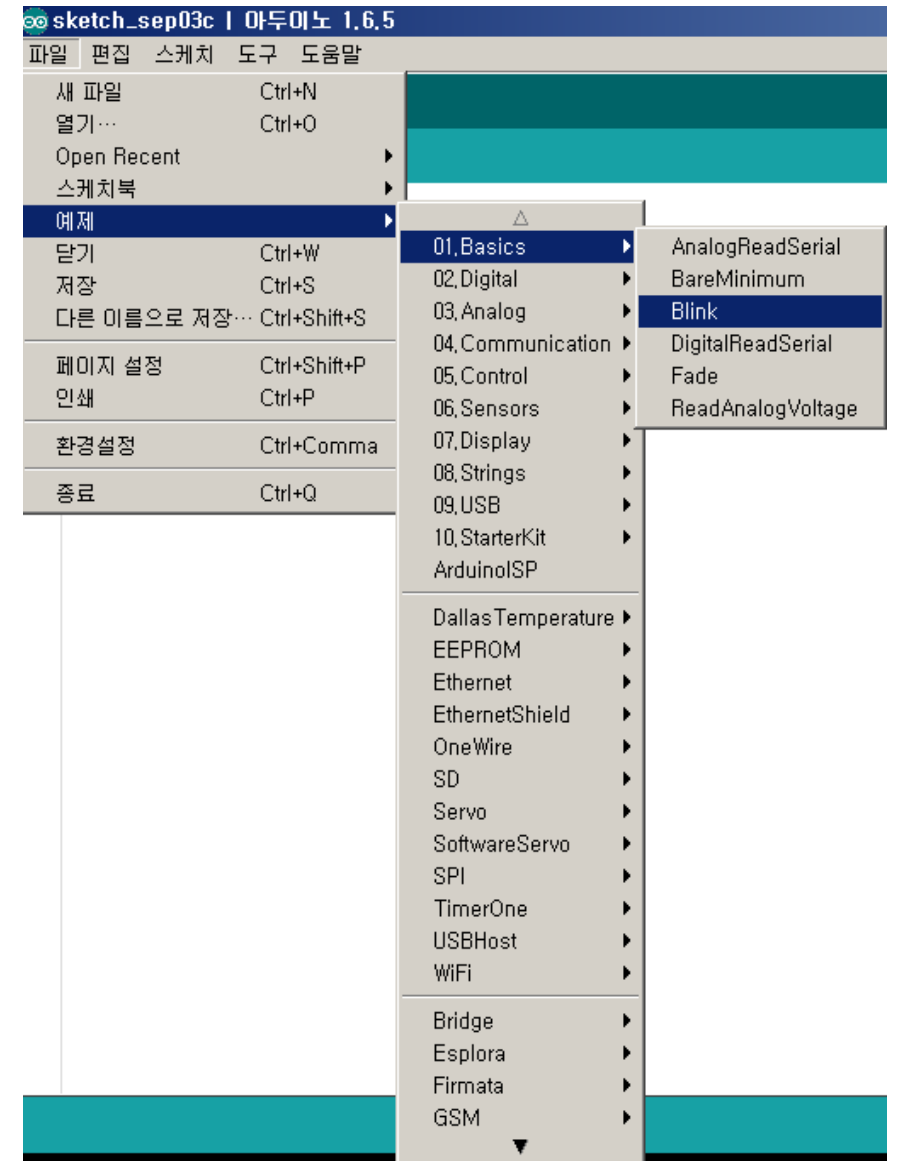 sketch_sep03c | 아두이노 1.6.5
파일 편집 스케치 도구 도움말
새 파일 Ctrl+N
열기... Ctrl+O
Open Recent
스케치북
예제
닫기 Ctrl+W
저장 Ctrl+S
다른 이름으로 저장... Ctrl+Shift+S
페이지 설정 Ctrl+Shift+P
인쇄 Ctrl+P
환경설정 Ctrl+Comma
종료 Ctrl+Q
01.Basics
02.Digital
03.Analog
04.Communication
05.Control
06.Sensors
07.Display
08.Strings
09.USB
10.StarterKit
ArduinoISP
DallasTemperature
EEPROM
Ethernet
EthernetShield
OneWire
SD
Servo
SoftwareServo
SPI
TimerOne
USBHost
WiFi
Bridge
Esplora
Firmata
GSM
AnalogReadSerial
BareMinimum
Blink
DigitalReadSerial
Fade
ReadAnalogVoltage